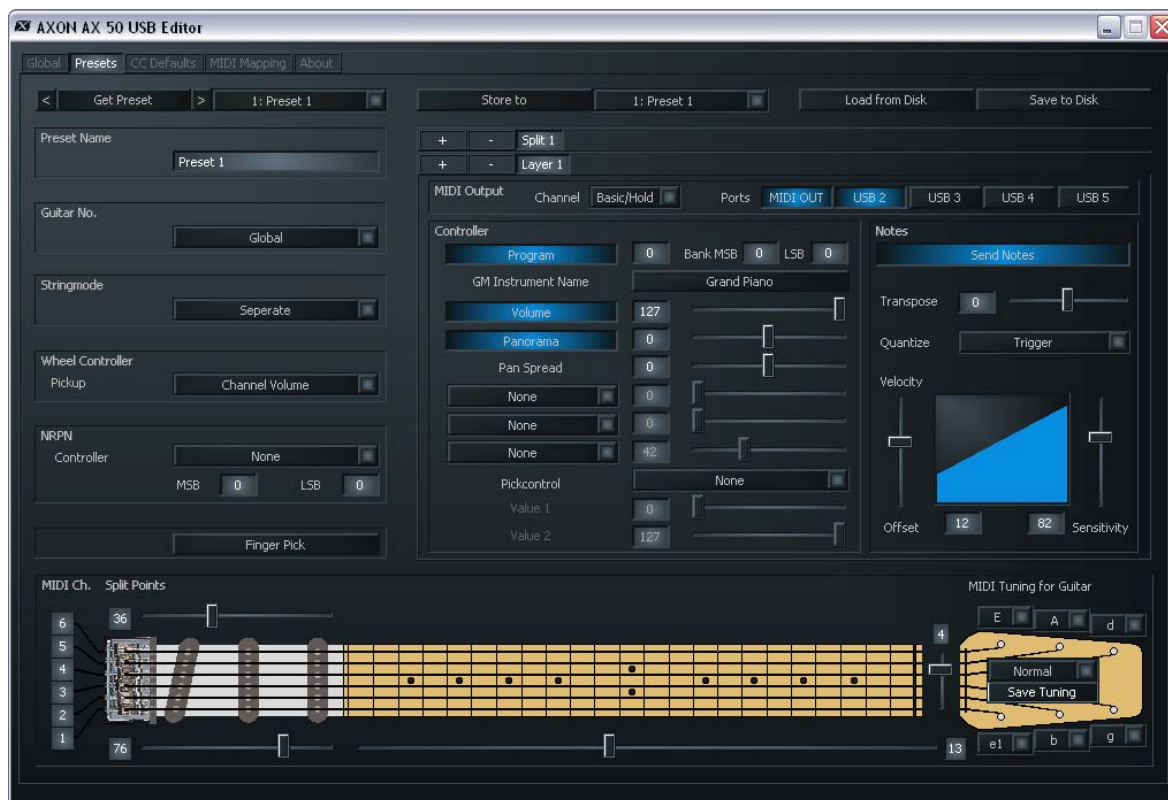 AXON AX 50 USB Editor
Global Presets CC Defaults MIDI Mapping About
< Get Preset > 1: Preset 1 Store to 1: Preset 1 Load from Disk Save to Disk
Preset Name
Preset 1
Guitar No.
Global
Stringmode
Seperate
Wheel Controller
Pickup Channel Volume
NRPN
Controller None
MSB 0 LSB 0
Finger Pick
+ - Split 1
+ - Layer 1
MIDI Output Channel Basic/Hold Ports MIDI OUT USB 2 USB 3 USB 4 USB 5
Controller
Program 0 Bank MSB 0 LSB 0
GM Instrument Name Grand Piano
Volume 127
Panorama 0
Pan Spread 0
None 0
None 0
None 42
Pickcontrol None
Value 1 0
Value 2 127
Notes
Send Notes
Transpose 0
Quantize Trigger
Velocity
Offset 12 82 Sensitivity
MIDI Ch. Split Points MIDI Tuning for Guitar
36
6
5
4
3
2
1
76
4
13
E A d
Normal
Save Tuning
e1 b g